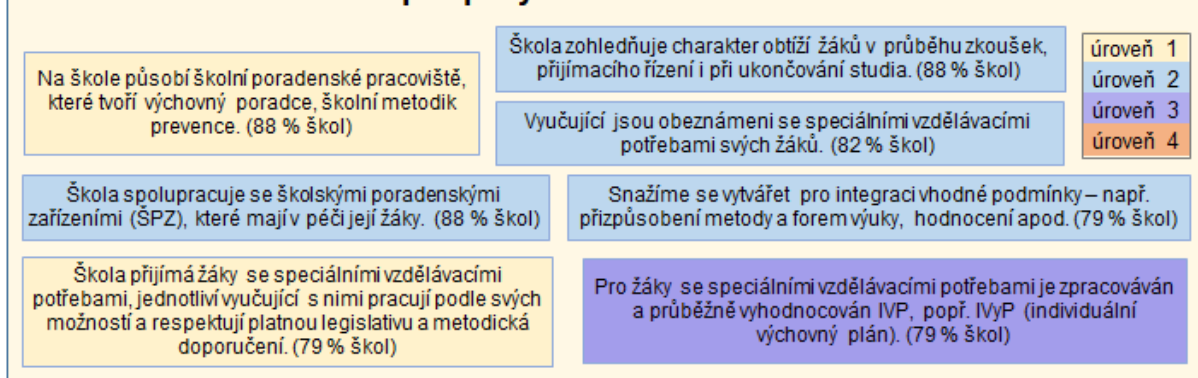 Na škole působí školní poradenské pracoviště,
které tvoří výchovný poradce, školní metodik
prevence. (88 % škol)
Škola zohledňuje charakter obtíží žáků v průběhu zkoušek,
přijímacího řízení i při ukončování studia. (88 % škol)
Vyučující jsou obeznámeni se speciálními vzdělávacími
potřebami svých žáků. (82 % škol)
úroveň 1
úroveň 2
úroveň 3
úroveň 4
Škola spolupracuje se školskými poradenskými
zařízeními (ŠPZ), které mají v péči její žáky. (88 % škol)
Snažíme se vytvářet pro integraci vhodné podmínky – např.
přizpůsobení metody a forem výuky, hodnocení apod. (79 % škol)
Škola přijímá žáky se speciálními vzdělávacími
potřebami, jednotliví vyučující s nimi pracují podle svých
možností a respektují platnou legislativu a metodická
doporučení. (79 % škol)
Pro žáky se speciálními vzdělávacími potřebami je zpracováván
a průběžně vyhodnocován IVP, popř. IVyP (individuální
výchovný plán). (79 % škol)